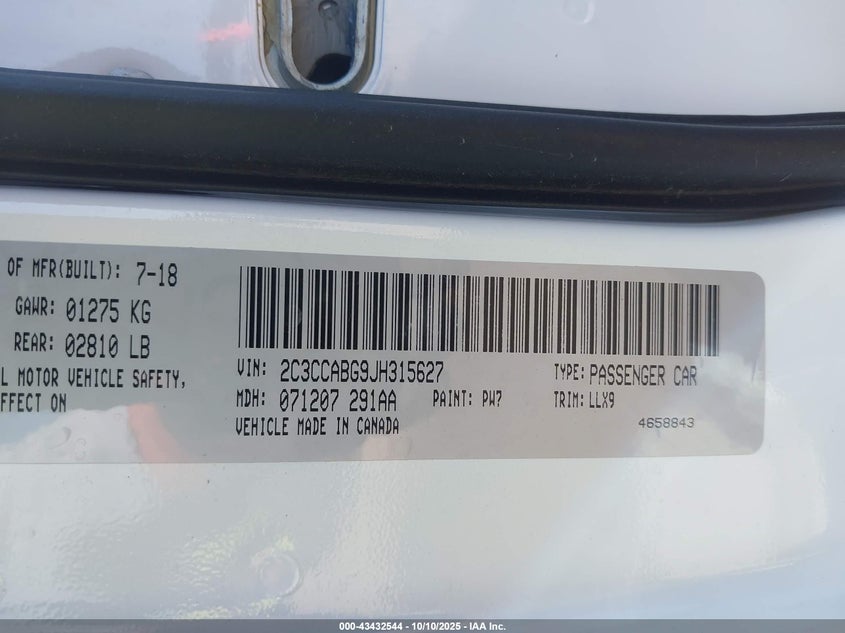 OF MFR(BUILT): 7-18
GAWR: 01275 KG
REAR: 02810 LB
L MOTOR VEHICLE SAFETY,
FFECT ON
VIN: 2C3CCABG9JH315627
TYPE: PASSENGER CAR
MDH: 071207 291AA
PAINT: PW7
TRIM: LLX9
VEHICLE MADE IN CANADA
4658843
000-43432544 - 10/10/2025 - IAA Inc.